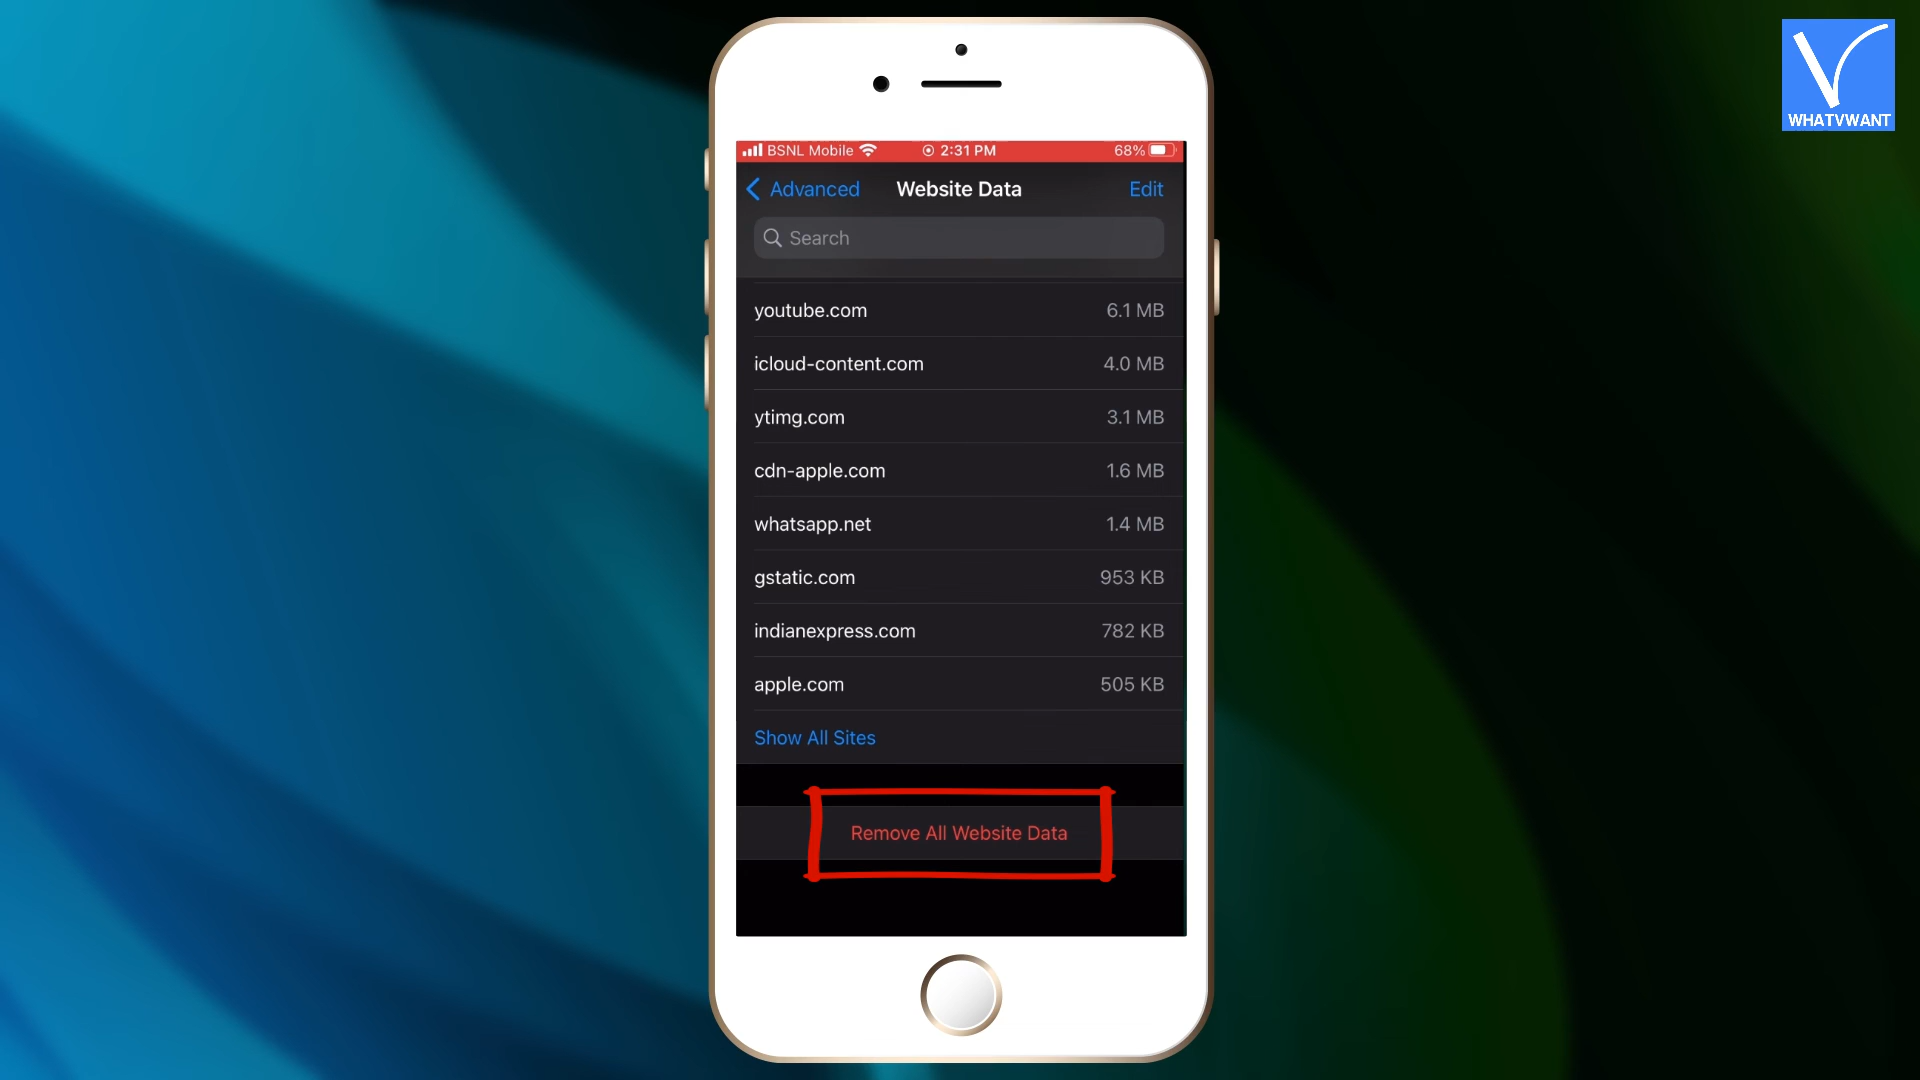 WHATVWANT
BSNL Mobile 2:31 PM 68%
Advanced Website Data Edit
Search
youtube.com 6.1 MB
icloud-content.com 4.0 MB
ytimg.com 3.1 MB
cdn-apple.com 1.6 MB
whatsapp.net 1.4 MB
gstatic.com 953 KB
indianexpress.com 782 KB
apple.com 505 KB
Show All Sites
Remove All Website Data